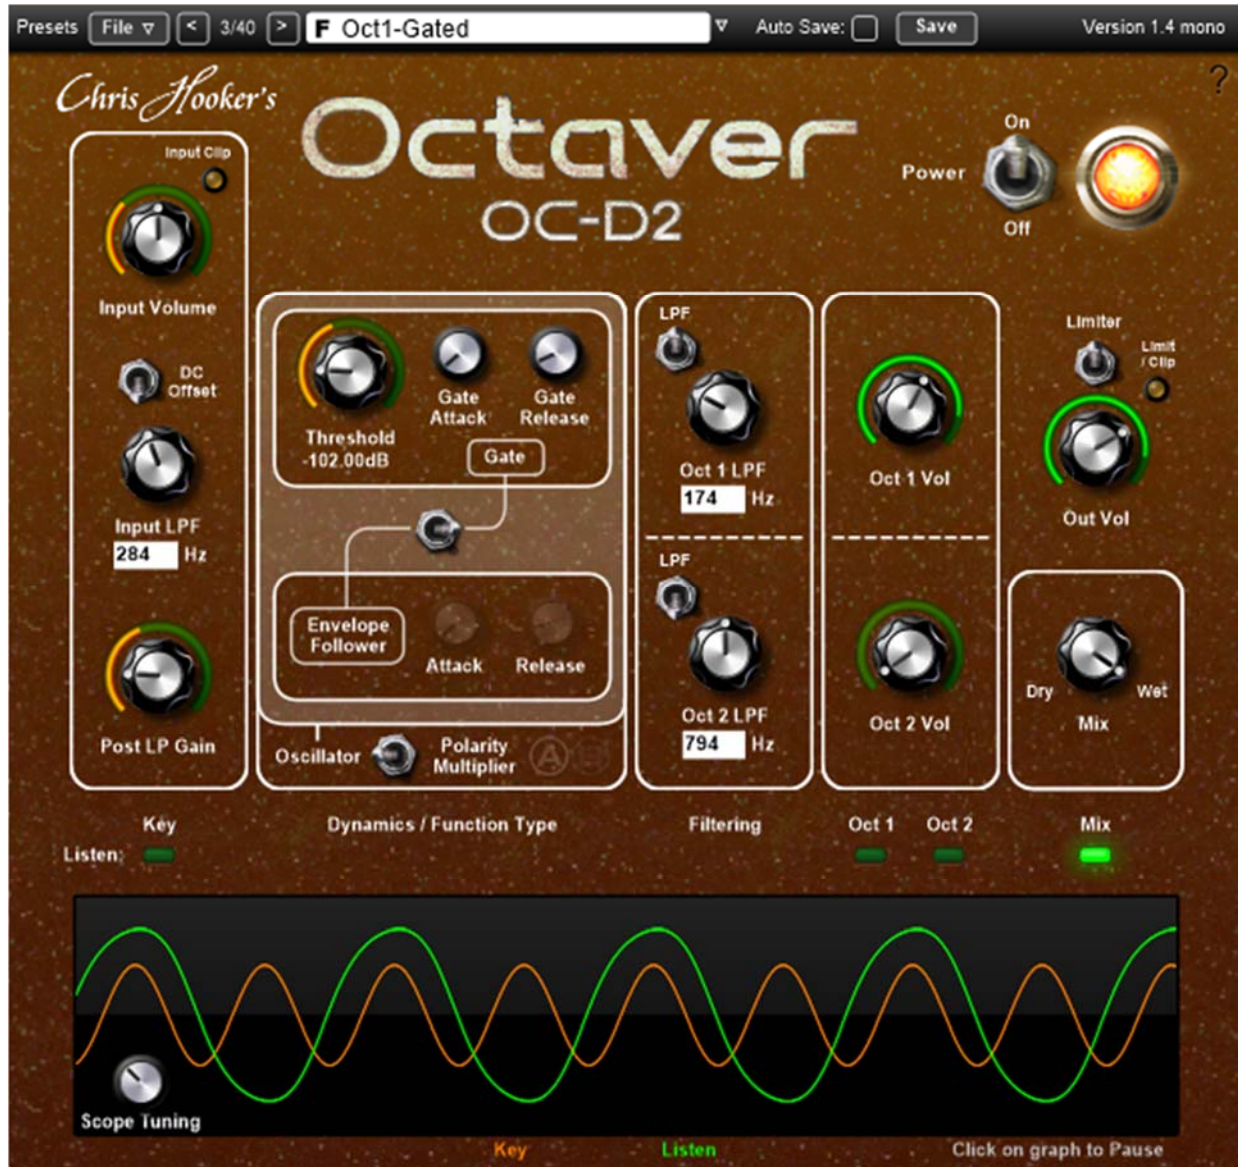 Presets File ▽ < 3/40 > F Oct1-Gated ▽ Auto Save: Save Version 1.4 mono
?
Chris Hooker's
Octaver
OC-D2
On
Power
Off
Input Clip
Input Volume
DC
Offset
Input LPF
284 Hz
Post LP Gain
Threshold
-102.00dB
Gate
Attack
Gate
Release
Gate
Envelope
Follower
Attack
Release
Oscillator
Polarity
Multiplier
A
LPF
Oct 1 LPF
174 Hz
LPF
Oct 2 LPF
794 Hz
Oct 1 Vol
Oct 2 Vol
Limiter
Limit
/ Clip
Out Vol
Dry Wet
Mix
Key
Dynamics / Function Type
Filtering
Oct 1 Oct 2
Mix
Listen:
Scope Tuning
Key Listen Click on graph to Pause